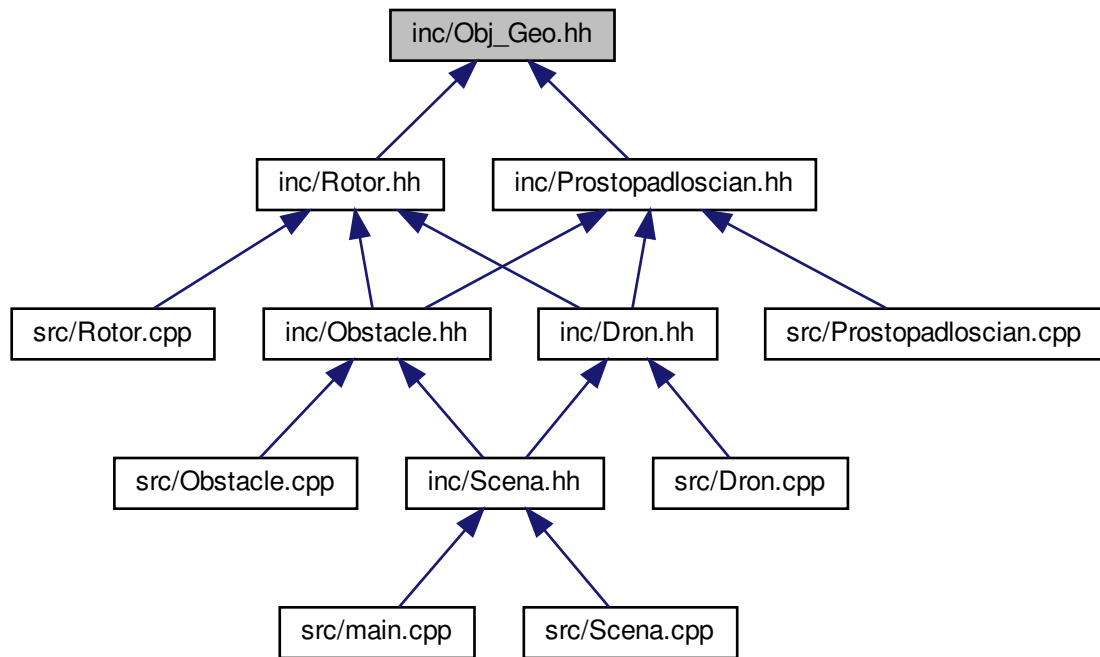 inc/Obj_Geo.hh
inc/Rotor.hh
inc/Prostopadloscian.hh
src/Rotor.cpp
inc/Obstacle.hh
inc/Dron.hh
src/Prostopadloscian.cpp
src/Obstacle.cpp
inc/Scena.hh
src/Dron.cpp
src/main.cpp
src/Scena.cpp